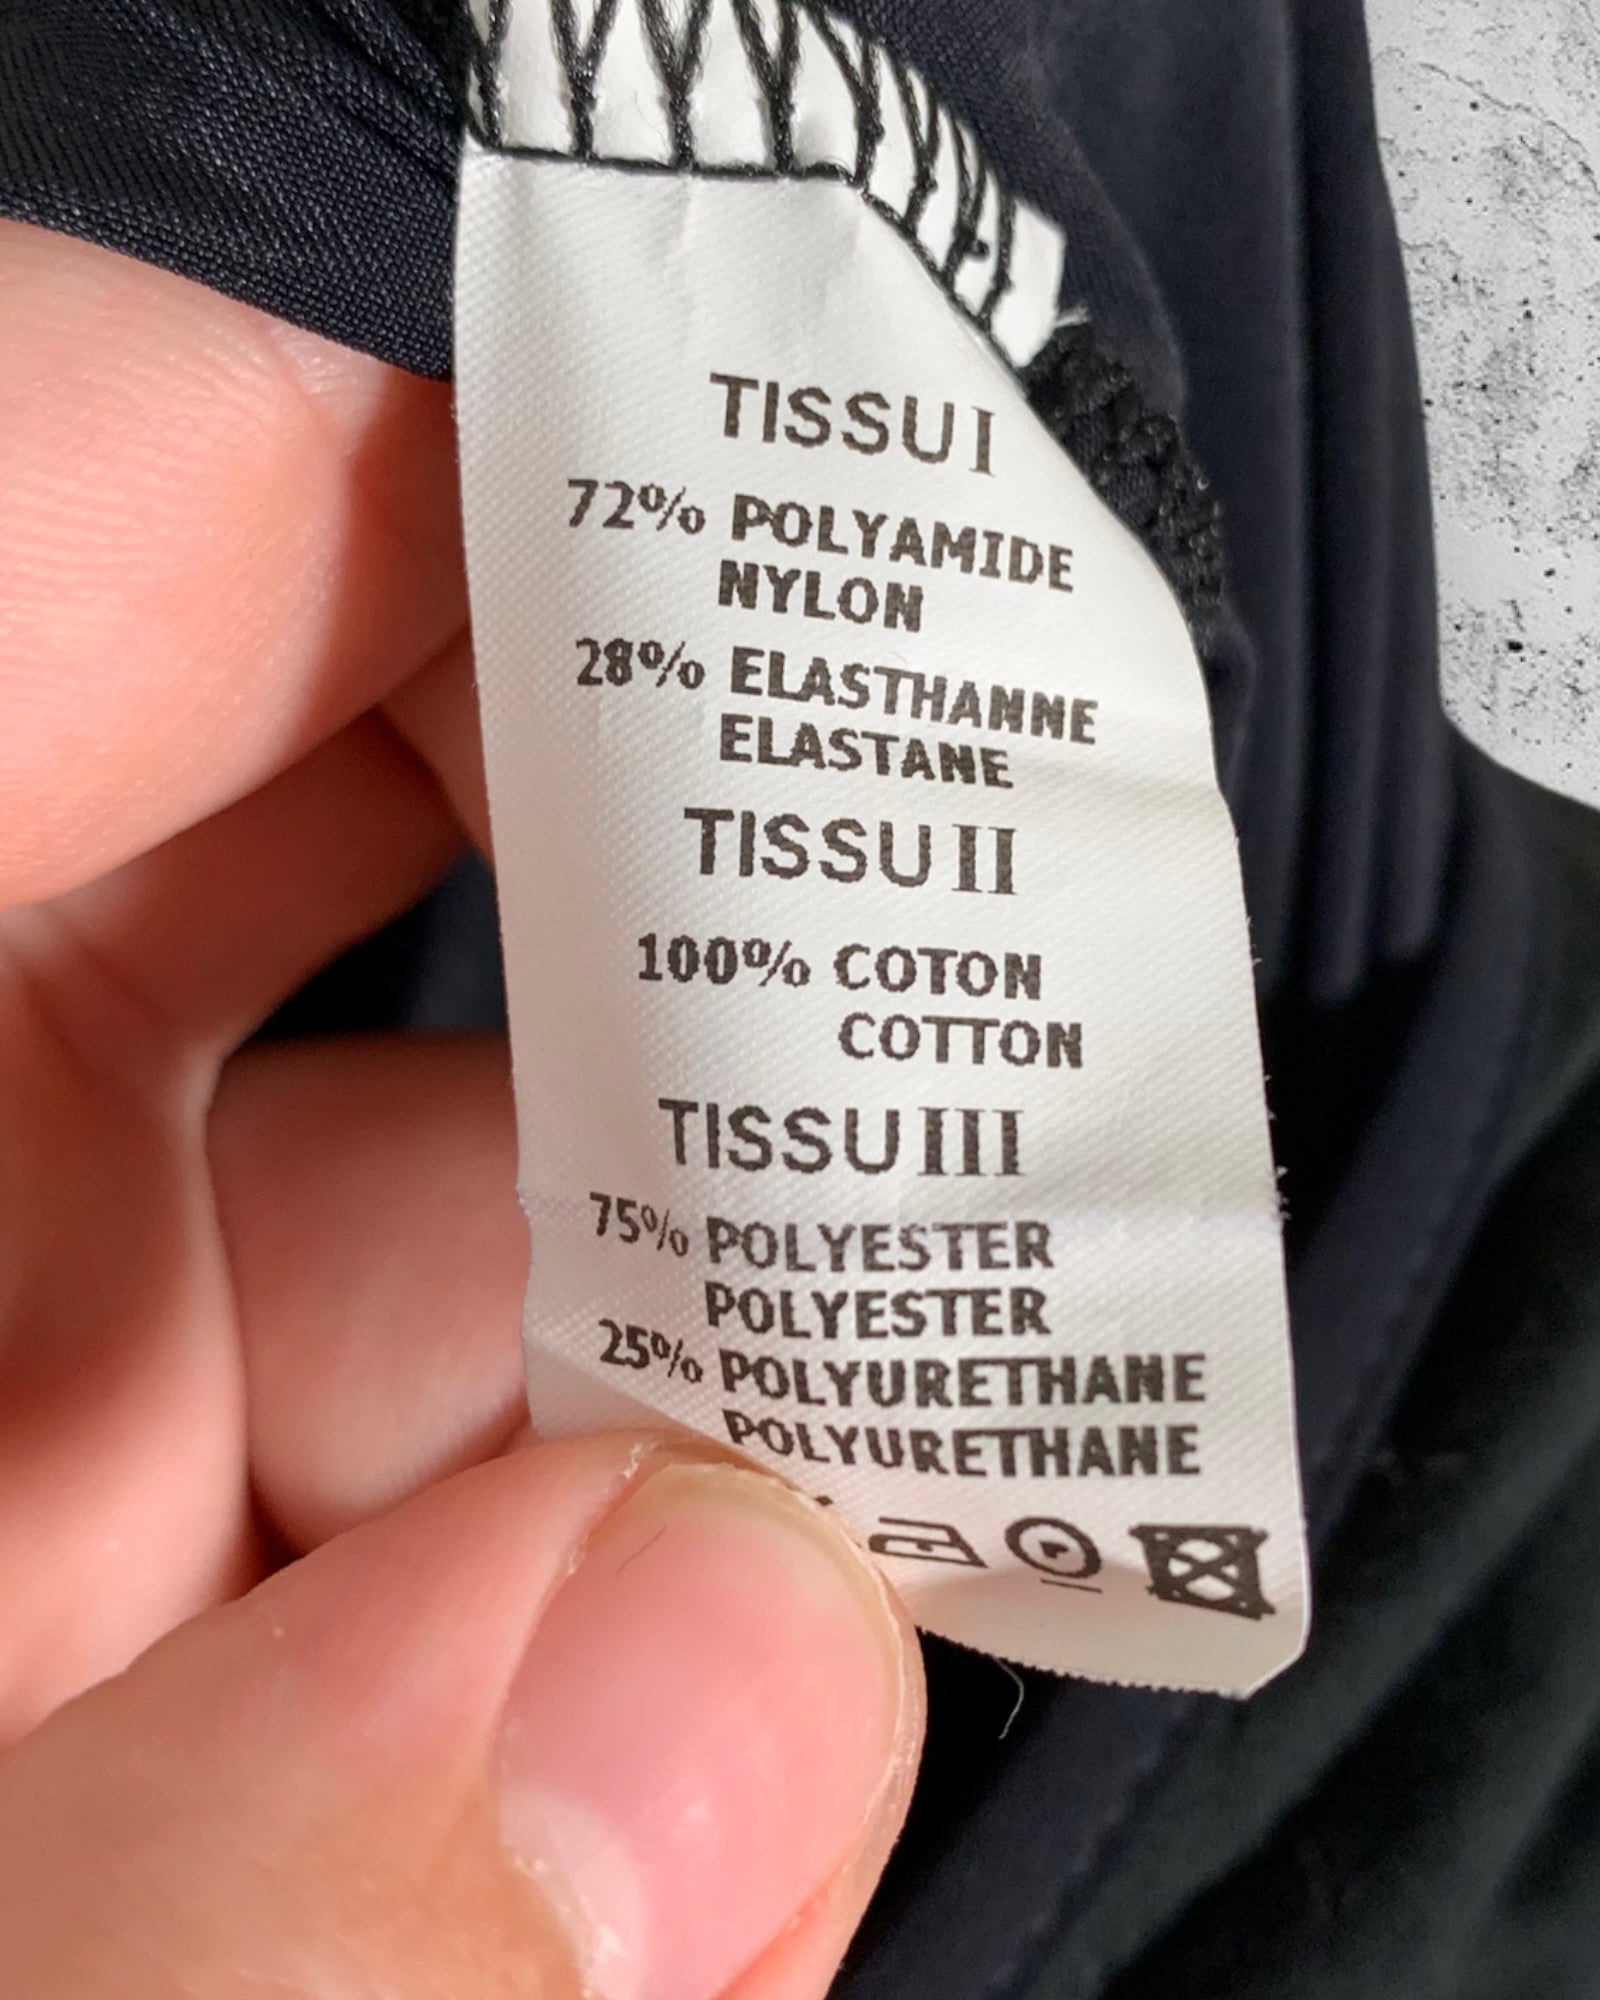 TISSU I
72% POLYAMIDE
NYLON
28% ELASTHANNE
ELASTANE
TISSU II
100% COTON
COTTON
TISSU III
75% POLYESTER
POLYESTER
25% POLYURETHANE
POLYURETHANE